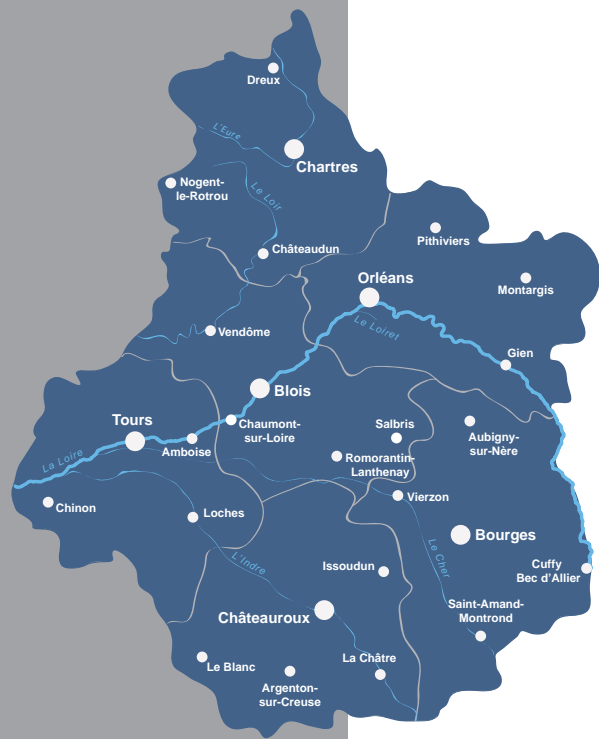 Dreux
L'Eure
Chartres
Nogent-
le-Rotrou
Le Loir
Pithiviers
Châteaudun
Orléans
Montargis
Le Loiret
Vendôme
Gien
Blois
Tours
Chaumont-
sur-Loire
Salbris
Aubigny-
sur-Nère
Amboise
La Loire
Romorantin-
Lanthenay
Vierzon
Chinon
Loches
Bourges
Le Cher
L'Indre
Issoudun
Cuffy
Bec d'Allier
Saint-Amand-
Montrond
Châteauroux
La Châtre
Le Blanc
Argenton-
sur-Creuse